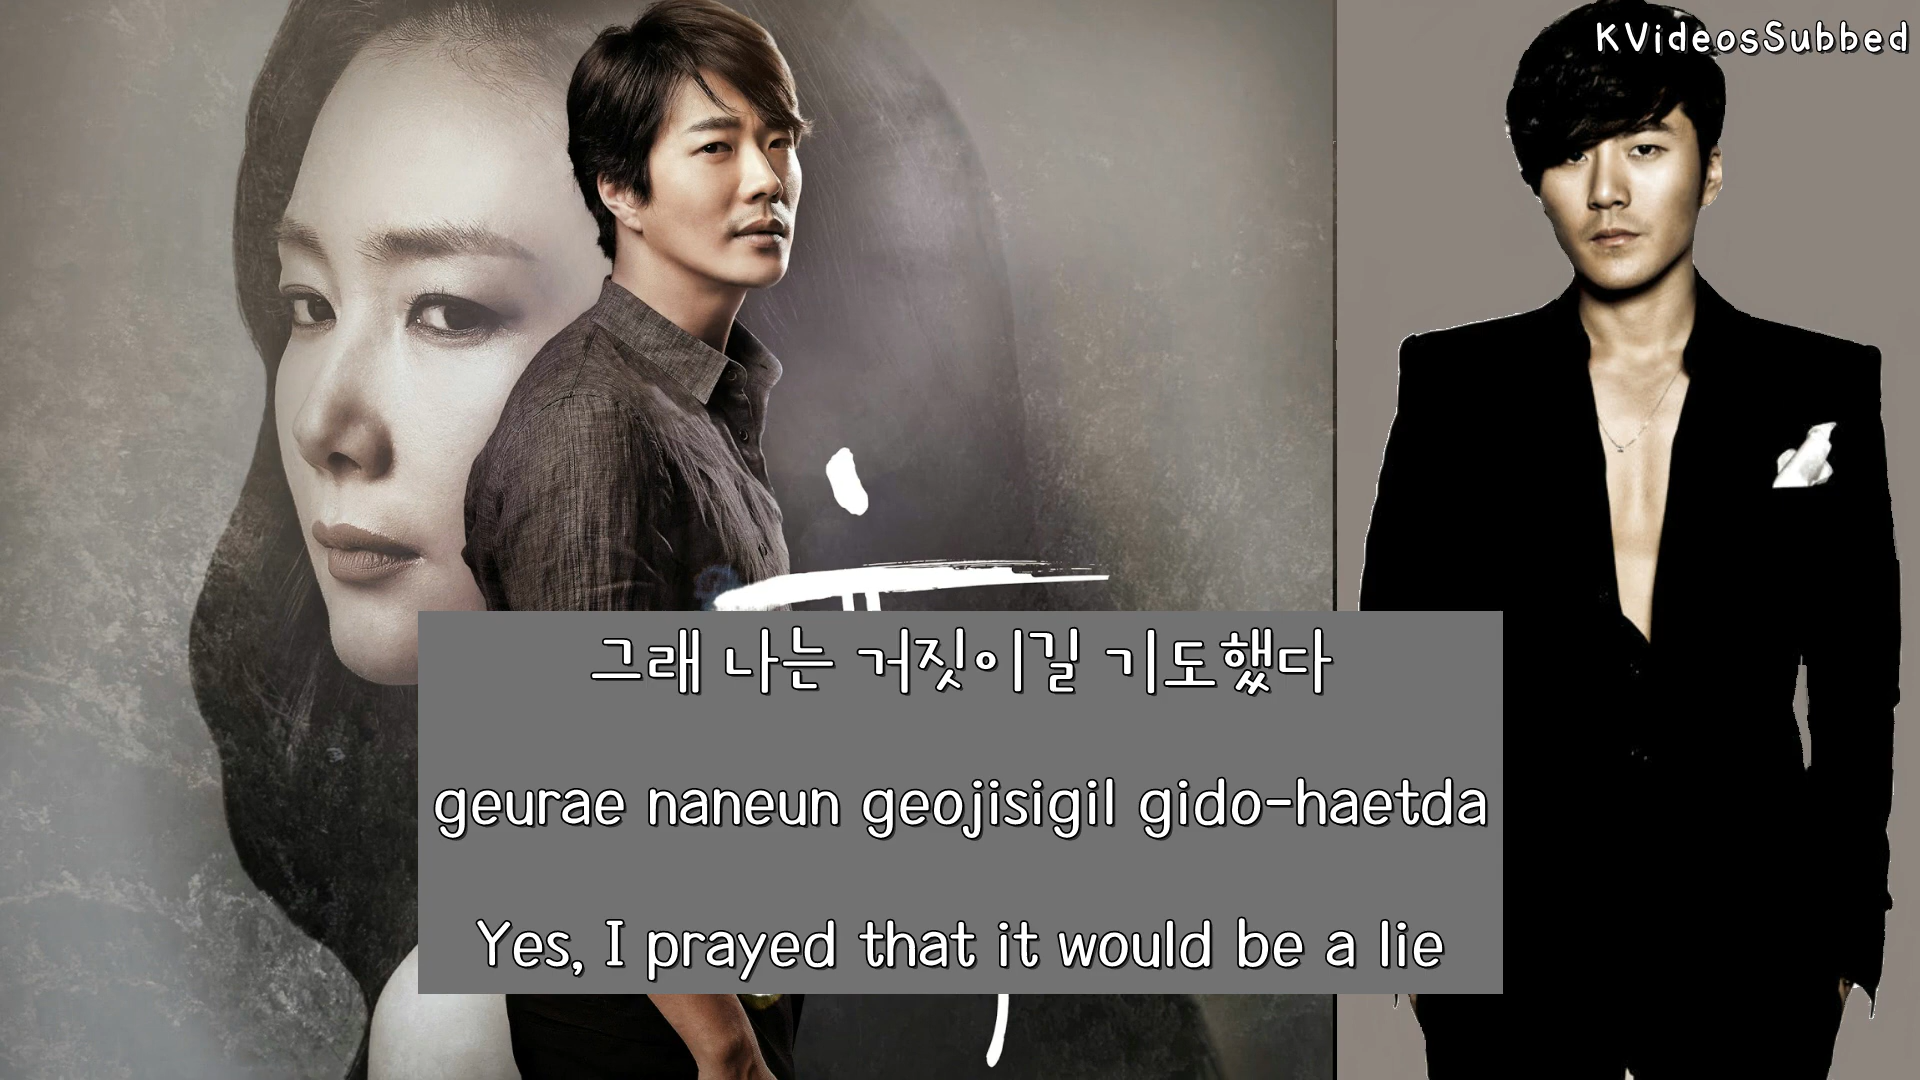 KVideosSubbed
그래 나는 거짓이길 기도했다
geurae naneun geojisigil gido-haetda
Yes, I prayed that it would be a lie